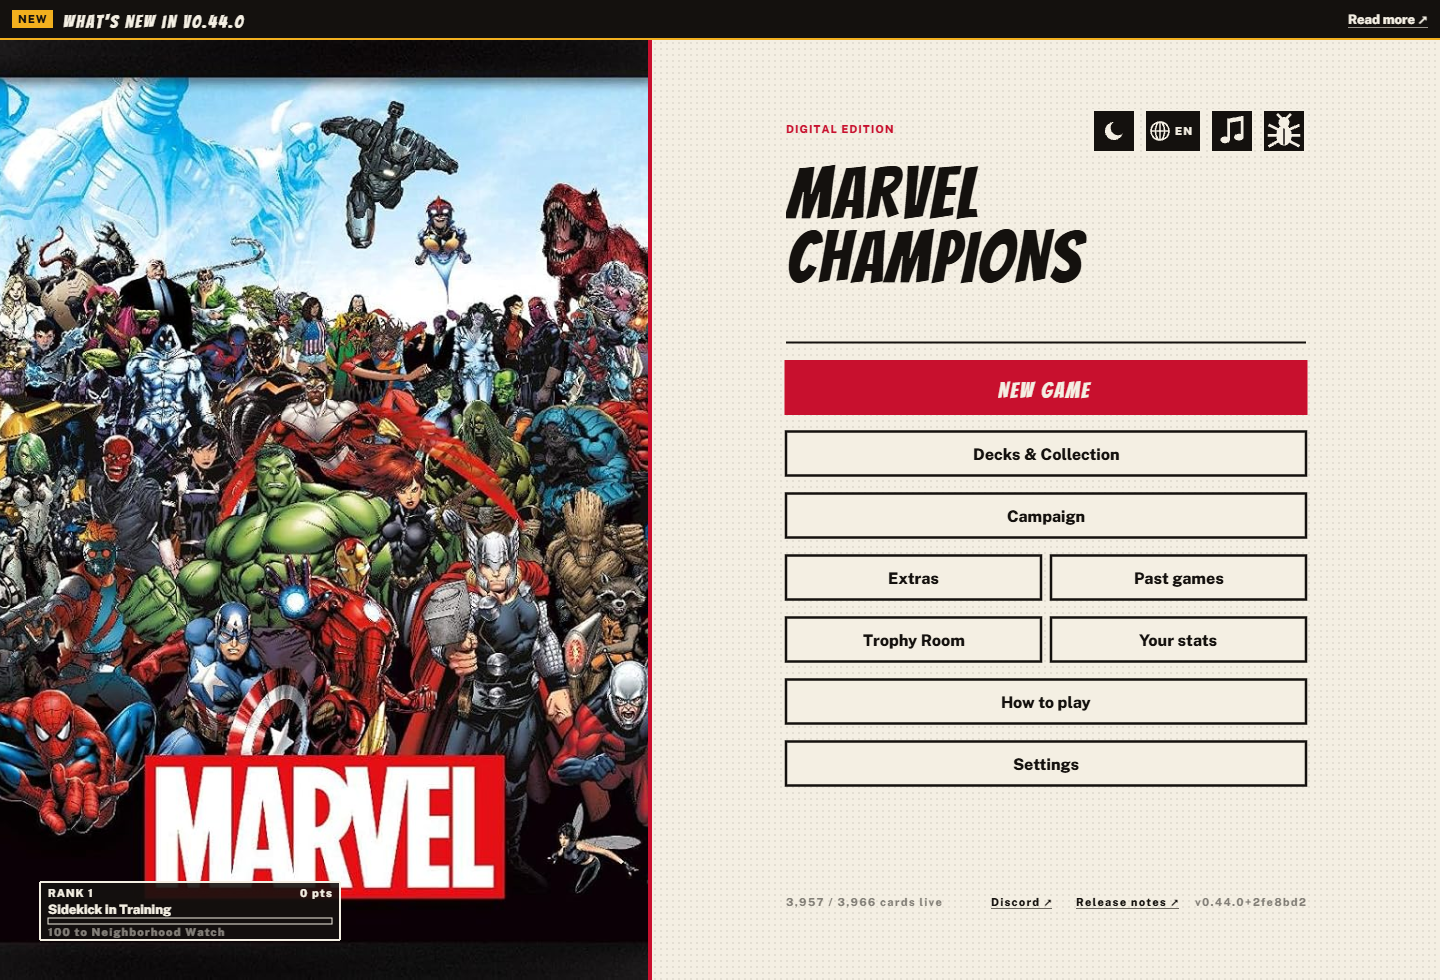 NEW WHAT'S NEW IN V0.44.0
Read more ↗
DIGITAL EDITION
EN
MARVEL
CHAMPIONS
NEW GAME
Decks & Collection
Campaign
Extras
Past games
Trophy Room
Your stats
How to play
Settings
MARVEL
RANK 1 0 pts
Sidekick in Training
100 to Neighborhood Watch
3,957 / 3,966 cards live
Discord ↗
Release notes ↗
v0.44.0+2fe8bd2